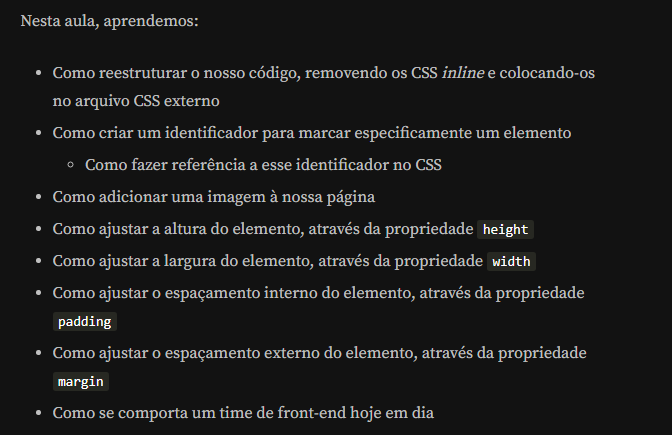 Nesta aula, aprendemos:
• Como reestruturar o nosso código, removendo os CSS inline e colocando-os
no arquivo CSS externo
• Como criar um identificador para marcar especificamente um elemento
◦ Como fazer referência a esse identificador no CSS
• Como adicionar uma imagem à nossa página
• Como ajustar a altura do elemento, através da propriedade height
• Como ajustar a largura do elemento, através da propriedade width
• Como ajustar o espaçamento interno do elemento, através da propriedade
padding
• Como ajustar o espaçamento externo do elemento, através da propriedade
margin
• Como se comporta um time de front-end hoje em dia